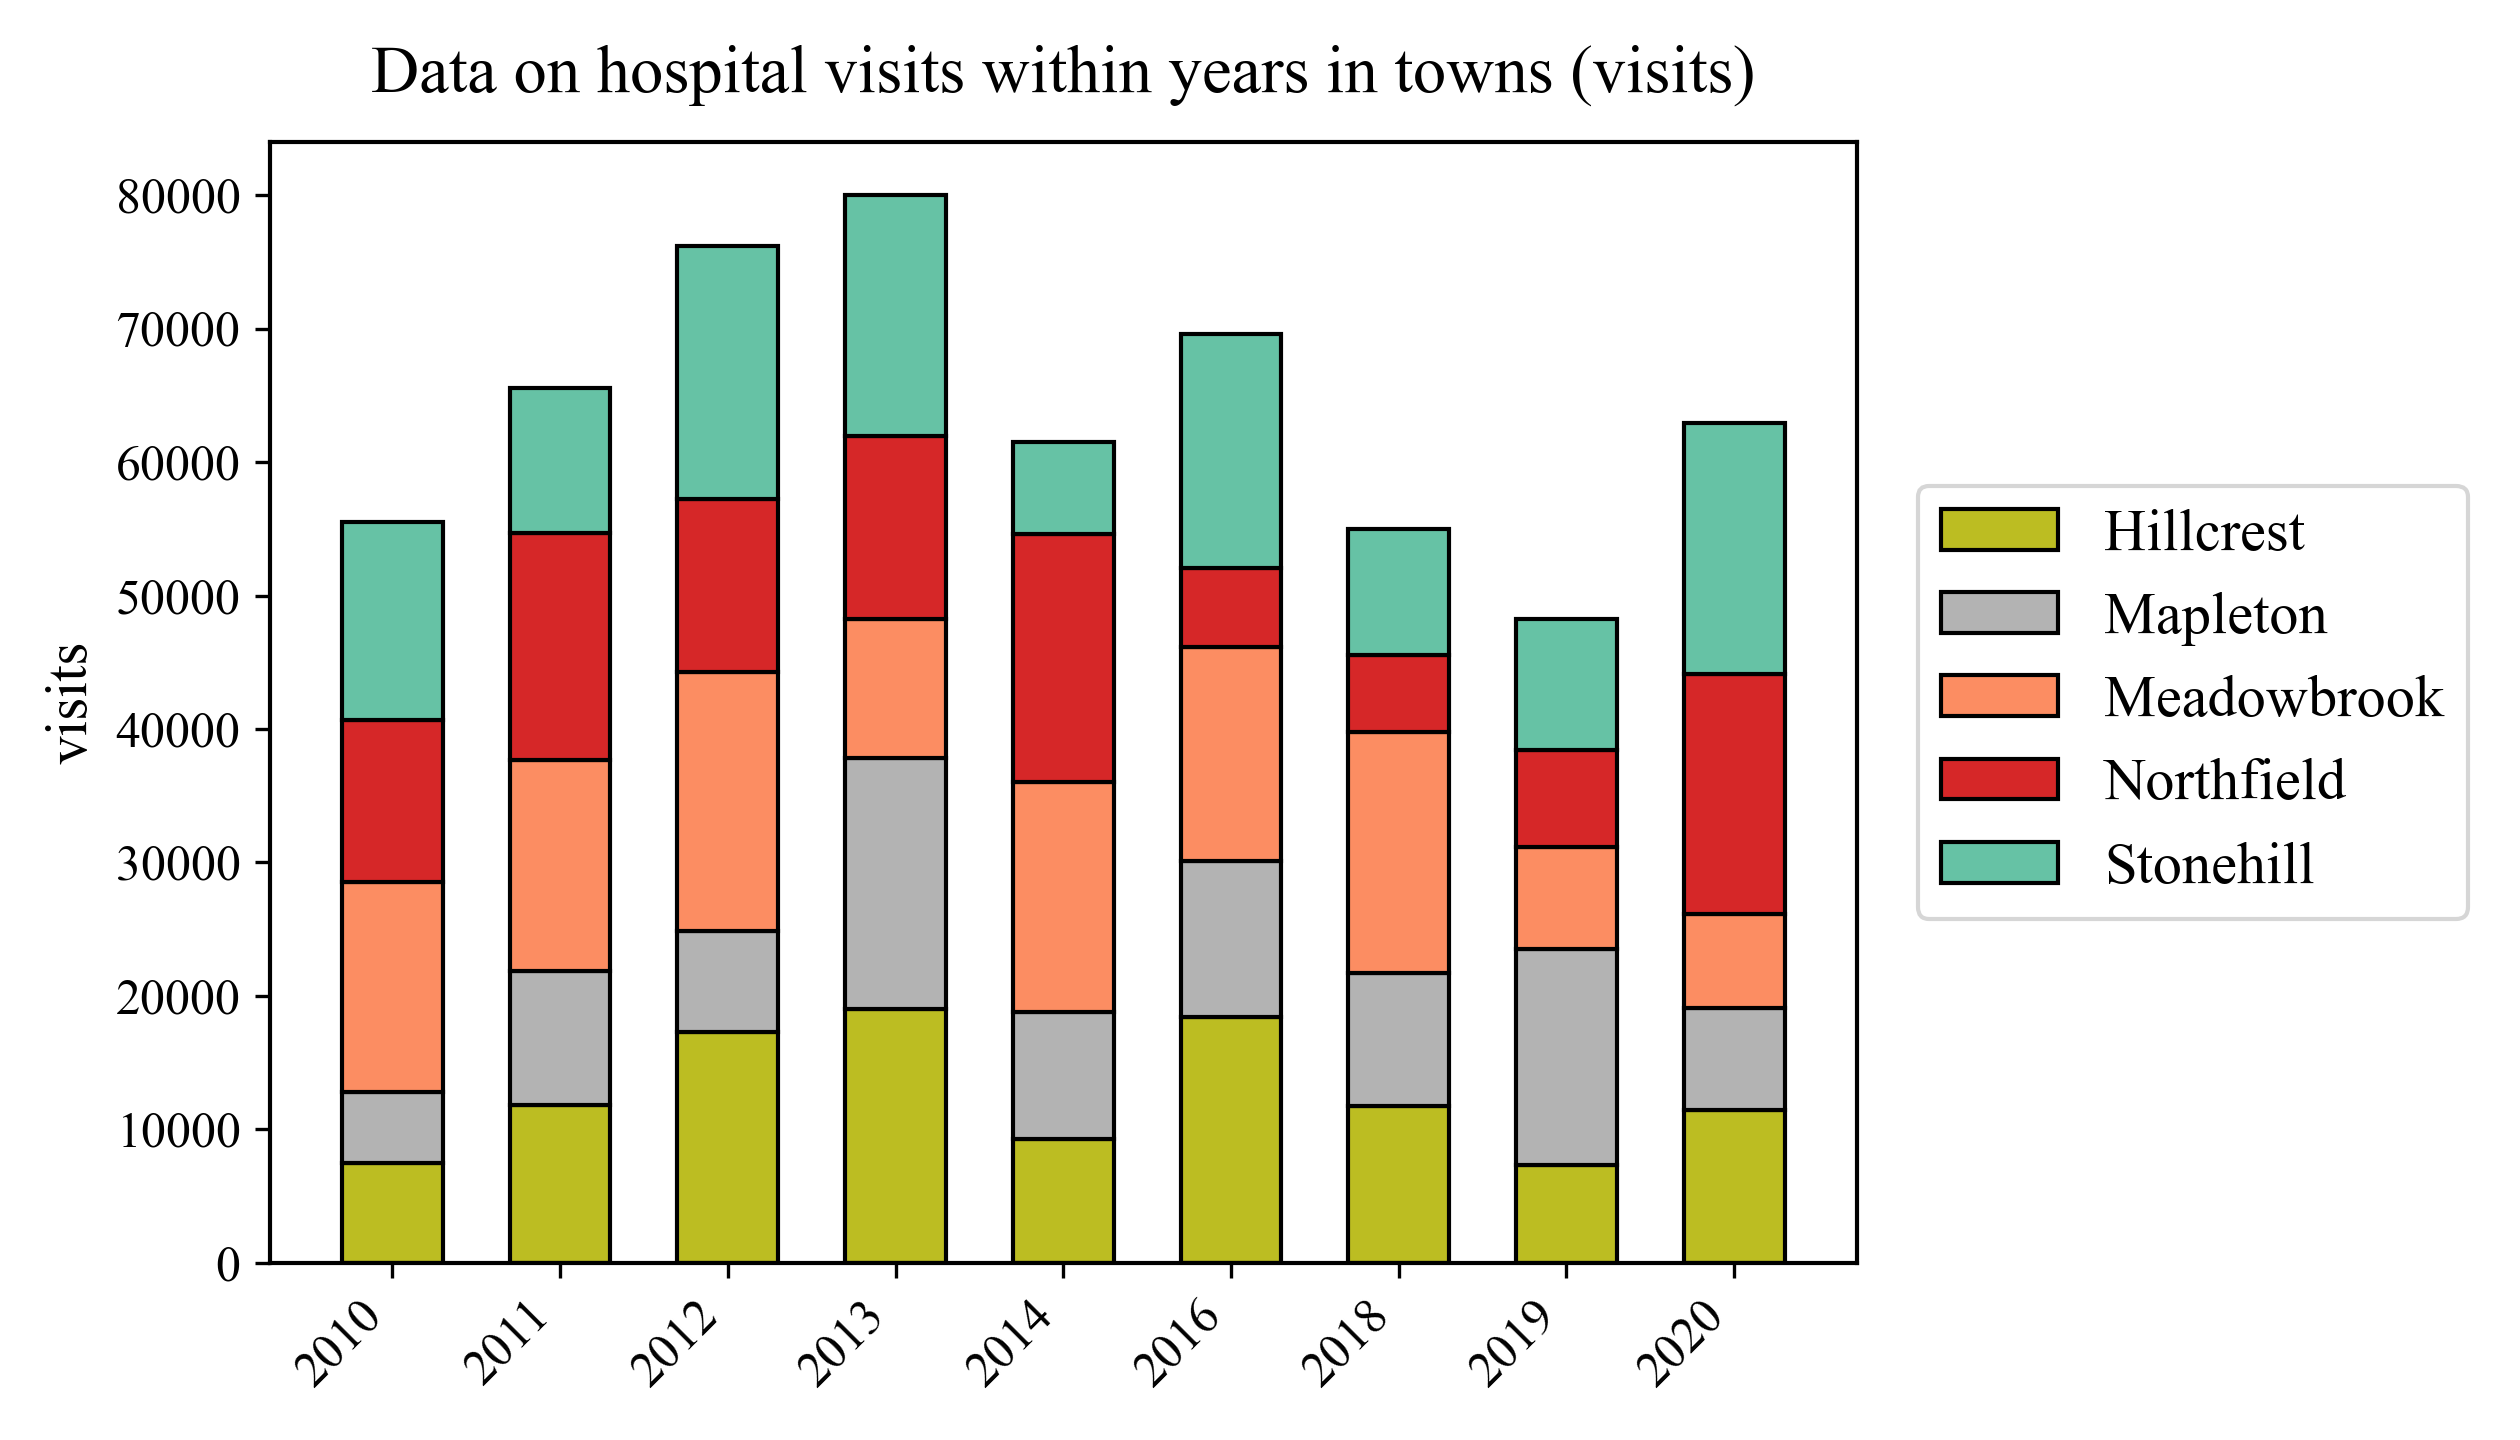 Data on hospital visits within years in towns (visits)
80000
70000
60000
50000
40000
30000
20000
10000
0
visits
2010
2011
2012
2013
2014
2016
2018
2019
2020
Hillcrest
Mapleton
Meadowbrook
Northfield
Stonehill